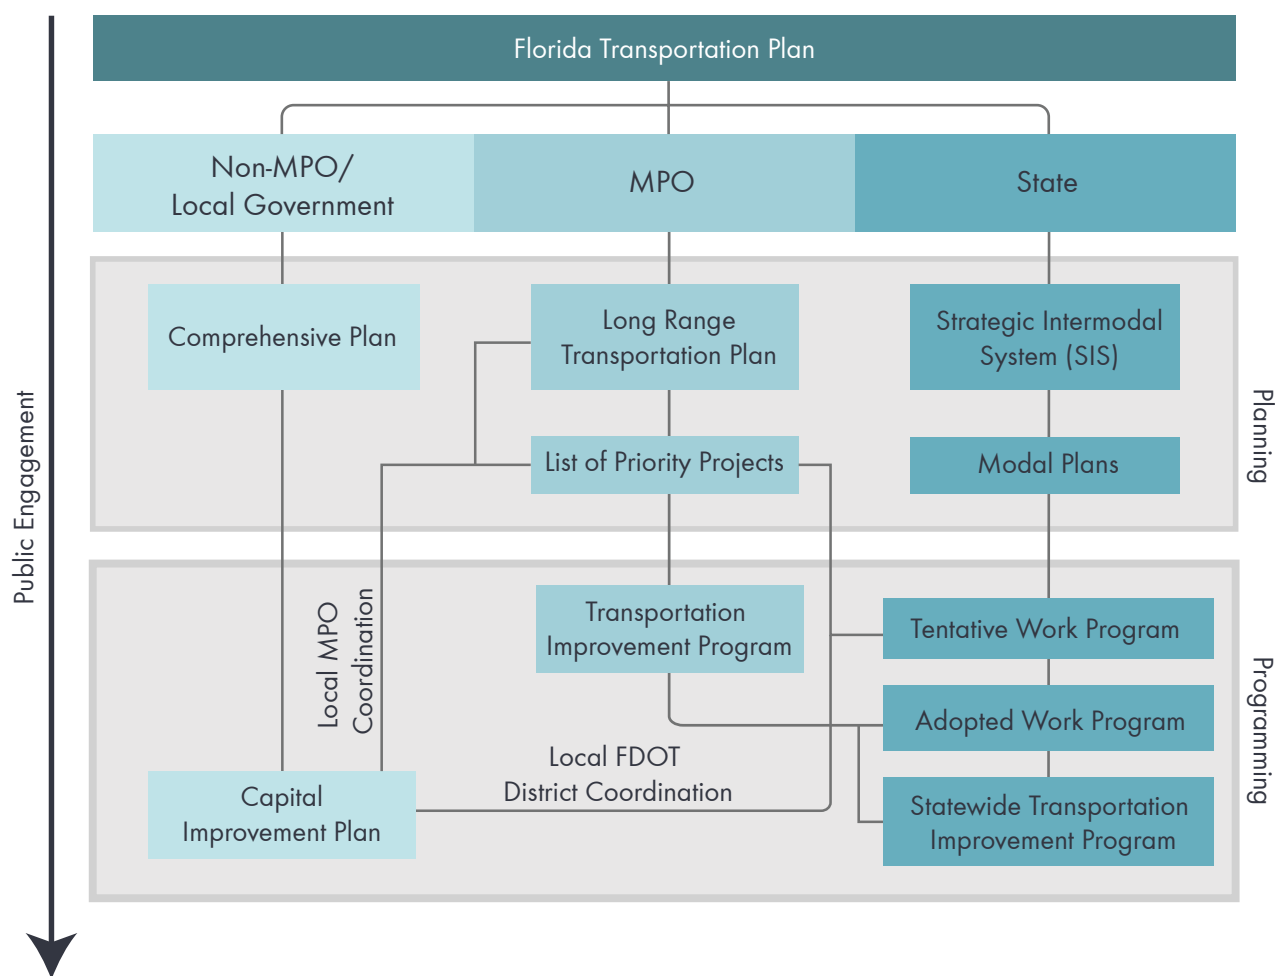 Florida Transportation Plan
Non-MPO/
Local Government
MPO
State
Public Engagement
Planning
Comprehensive Plan
Long Range
Transportation Plan
Strategic Intermodal
System (SIS)
List of Priority Projects
Modal Plans
Programming
Local MPO
Coordination
Transportation
Improvement Program
Tentative Work Program
Adopted Work Program
Local FDOT
District Coordination
Capital
Improvement Plan
Statewide Transportation
Improvement Program